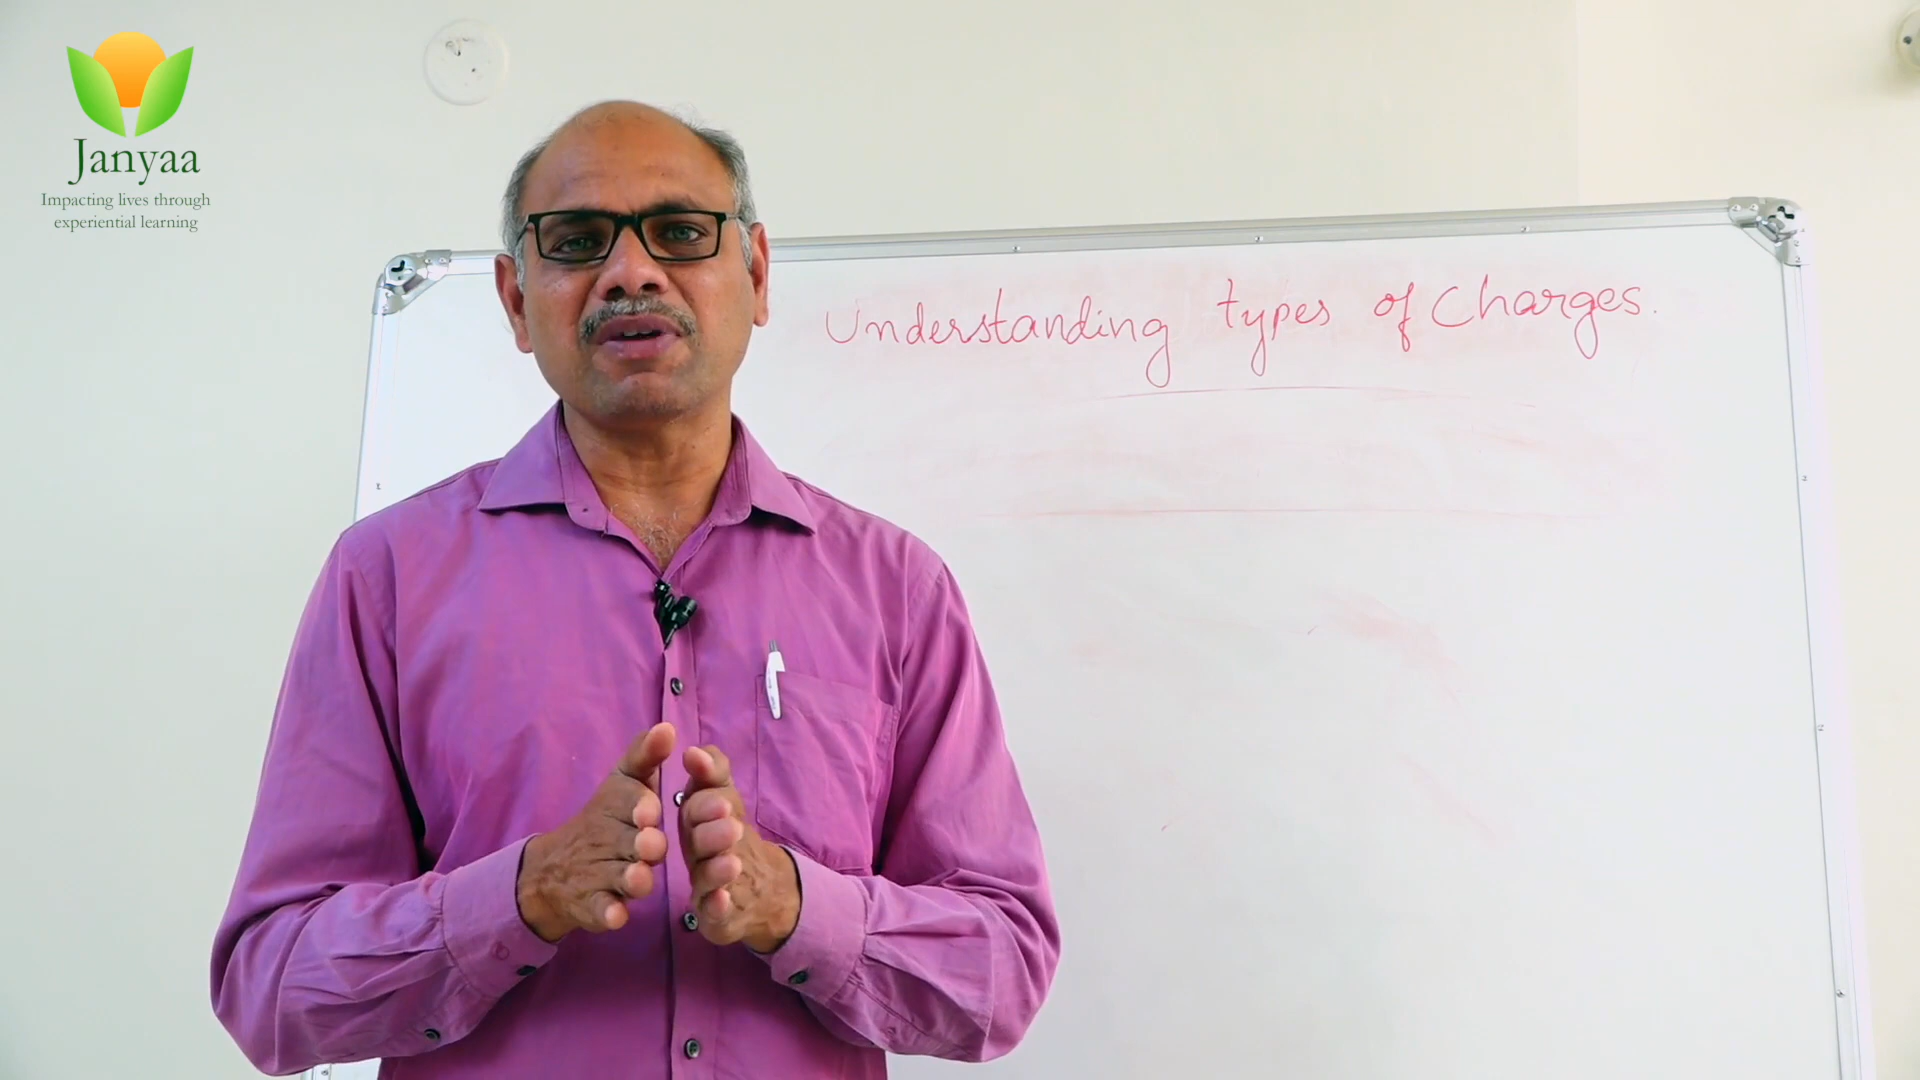 Janyaa
Impacting lives through
experiential learning
Understanding types of Charges.